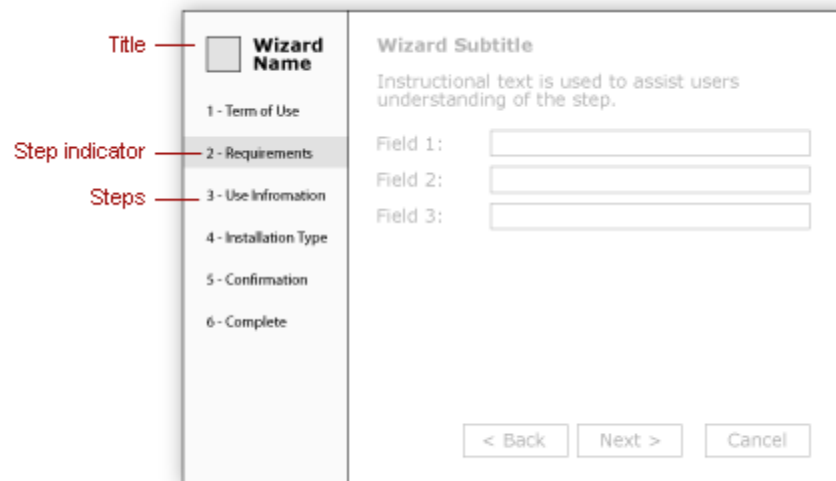 Title
Wizard
Name
1 - Term of Use
Step indicator
2 - Requirements
Steps
3 - Use Infromation
4 - Installation Type
5 - Confirmation
6 - Complete
Wizard Subtitle
Instructional text is used to assist users
understanding of the step.
Field 1:
Field 2:
Field 3:
< Back
Next >
Cancel